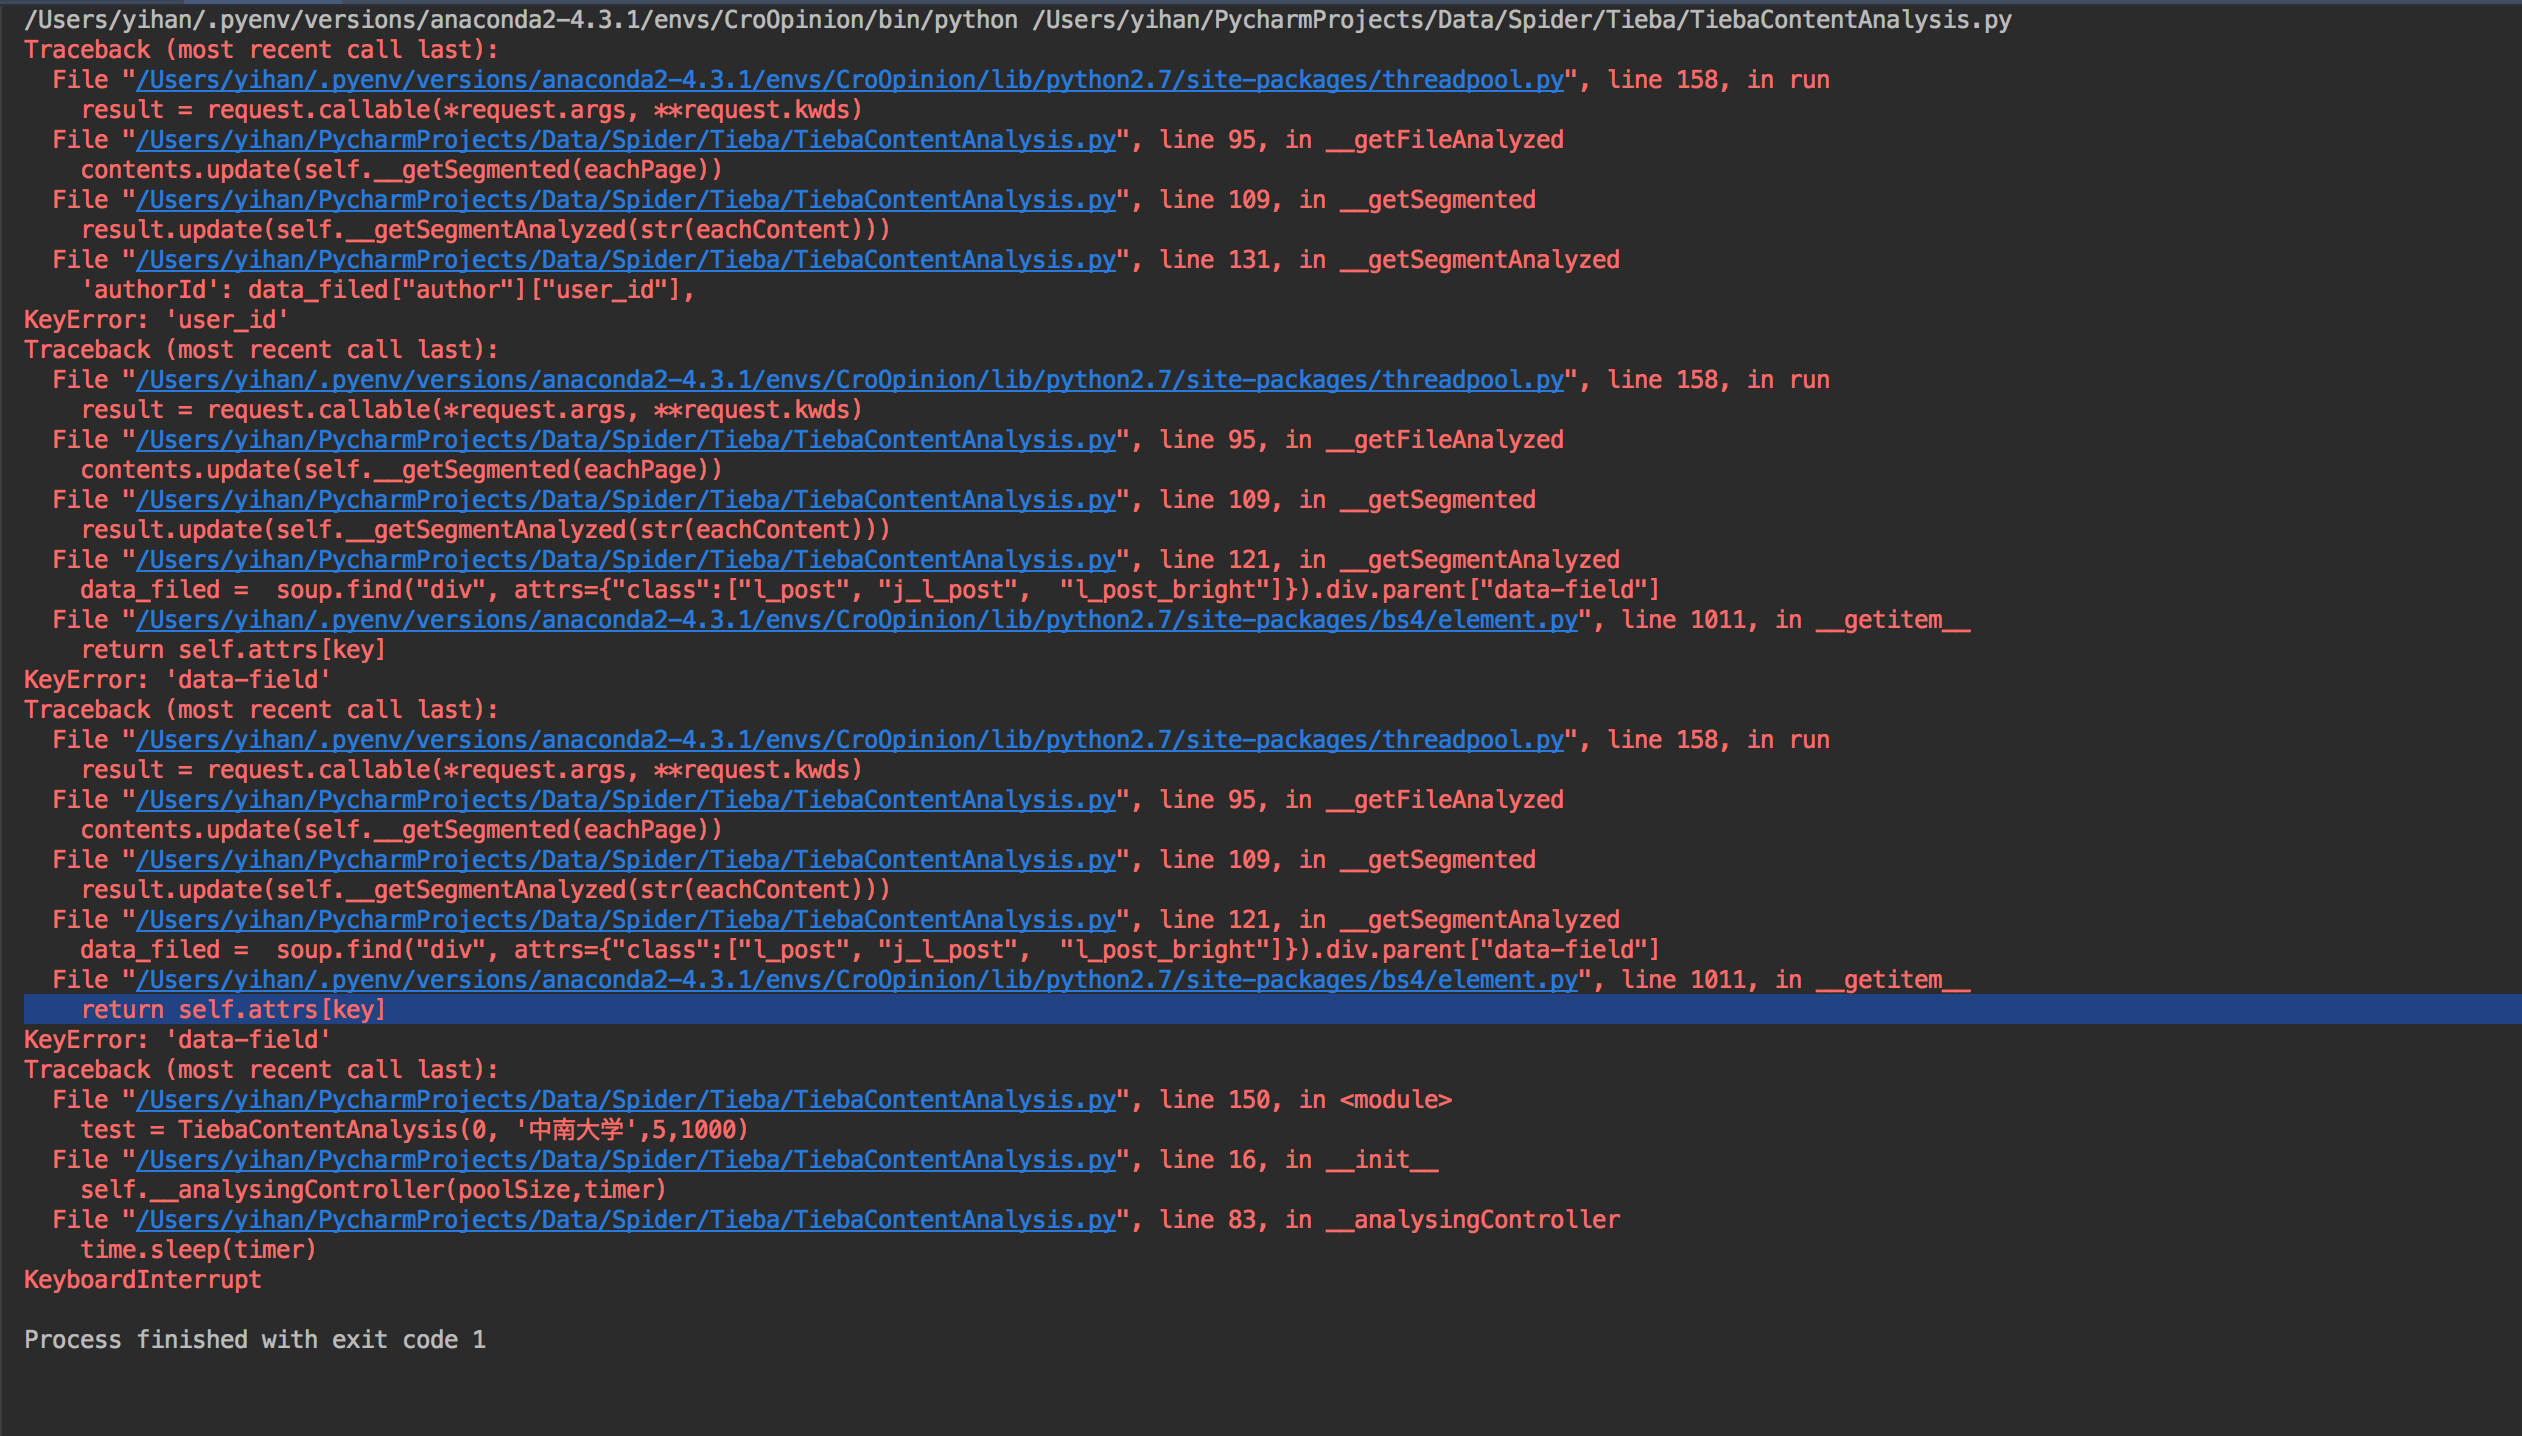 /Users/yihan/.pyenv/versions/anaconda2-4.3.1/envs/CroOpinion/bin/python /Users/yihan/PycharmProjects/Data/Spider/Tieba/TiebaContentAnalysis.py
Traceback (most recent call last):
  File "/Users/yihan/.pyenv/versions/anaconda2-4.3.1/envs/CroOpinion/lib/python2.7/site-packages/threadpool.py", line 158, in run
    result = request.callable(*request.args, **request.kwds)
  File "/Users/yihan/PycharmProjects/Data/Spider/Tieba/TiebaContentAnalysis.py", line 95, in __getFileAnalyzed
    contents.update(self.__getSegmented(eachPage))
  File "/Users/yihan/PycharmProjects/Data/Spider/Tieba/TiebaContentAnalysis.py", line 109, in __getSegmented
    result.update(self.__getSegmentAnalyzed(str(eachContent)))
  File "/Users/yihan/PycharmProjects/Data/Spider/Tieba/TiebaContentAnalysis.py", line 131, in __getSegmentAnalyzed
    'authorId': data_filed["author"]["user_id"],
KeyError: 'user_id'
Traceback (most recent call last):
  File "/Users/yihan/.pyenv/versions/anaconda2-4.3.1/envs/CroOpinion/lib/python2.7/site-packages/threadpool.py", line 158, in run
    result = request.callable(*request.args, **request.kwds)
  File "/Users/yihan/PycharmProjects/Data/Spider/Tieba/TiebaContentAnalysis.py", line 95, in __getFileAnalyzed
    contents.update(self.__getSegmented(eachPage))
  File "/Users/yihan/PycharmProjects/Data/Spider/Tieba/TiebaContentAnalysis.py", line 109, in __getSegmented
    result.update(self.__getSegmentAnalyzed(str(eachContent)))
  File "/Users/yihan/PycharmProjects/Data/Spider/Tieba/TiebaContentAnalysis.py", line 121, in __getSegmentAnalyzed
    data_filed =  soup.find("div", attrs={"class":["l_post", "j_l_post",  "l_post_bright"]}).div.parent["data-field"]
  File "/Users/yihan/.pyenv/versions/anaconda2-4.3.1/envs/CroOpinion/lib/python2.7/site-packages/bs4/element.py", line 1011, in __getitem__
    return self.attrs[key]
KeyError: 'data-field'
Traceback (most recent call last):
  File "/Users/yihan/.pyenv/versions/anaconda2-4.3.1/envs/CroOpinion/lib/python2.7/site-packages/threadpool.py", line 158, in run
    result = request.callable(*request.args, **request.kwds)
  File "/Users/yihan/PycharmProjects/Data/Spider/Tieba/TiebaContentAnalysis.py", line 95, in __getFileAnalyzed
    contents.update(self.__getSegmented(eachPage))
  File "/Users/yihan/PycharmProjects/Data/Spider/Tieba/TiebaContentAnalysis.py", line 109, in __getSegmented
    result.update(self.__getSegmentAnalyzed(str(eachContent)))
  File "/Users/yihan/PycharmProjects/Data/Spider/Tieba/TiebaContentAnalysis.py", line 121, in __getSegmentAnalyzed
    data_filed =  soup.find("div", attrs={"class":["l_post", "j_l_post",  "l_post_bright"]}).div.parent["data-field"]
  File "/Users/yihan/.pyenv/versions/anaconda2-4.3.1/envs/CroOpinion/lib/python2.7/site-packages/bs4/element.py", line 1011, in __getitem__
    return self.attrs[key]
KeyError: 'data-field'
Traceback (most recent call last):
  File "/Users/yihan/PycharmProjects/Data/Spider/Tieba/TiebaContentAnalysis.py", line 150, in <module>
    test = TiebaContentAnalysis(0, '中南大学',5,1000)
  File "/Users/yihan/PycharmProjects/Data/Spider/Tieba/TiebaContentAnalysis.py", line 16, in __init__
    self.__analysingController(poolSize,timer)
  File "/Users/yihan/PycharmProjects/Data/Spider/Tieba/TiebaContentAnalysis.py", line 83, in __analysingController
    time.sleep(timer)
KeyboardInterrupt
Process finished with exit code 1